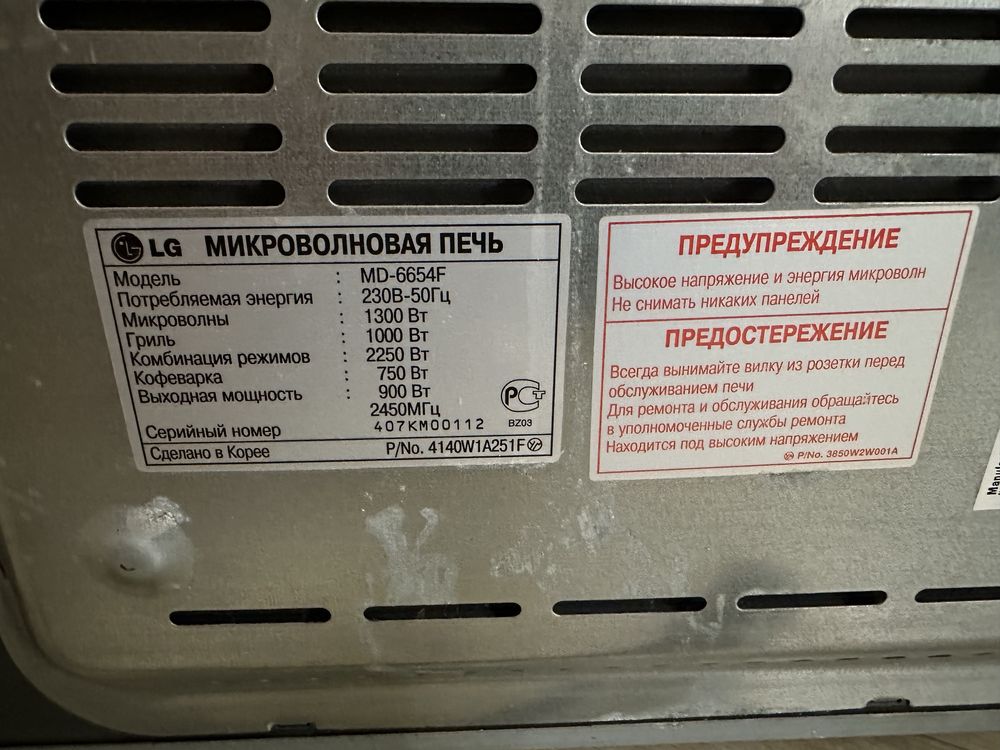 LG МИКРОВОЛНОВАЯ ПЕЧЬ
Модель : MD-6654F
Потребляемая энергия : 230В-50Гц
Микроволны : 1300 Вт
Гриль : 1000 Вт
Комбинация режимов : 2250 Вт
Кофеварка : 750 Вт
Выходная мощность : 900 Вт
2450МГц
Серийный номер 407KM00112
BZ03
Сделано в Корее P/No. 4140W1A251F
ПРЕДУПРЕЖДЕНИЕ
Высокое напряжение и энергия микроволн
Не снимать никаких панелей
ПРЕДОСТЕРЕЖЕНИЕ
Всегда вынимайте вилку из розетки перед
обслуживанием печи
Для ремонта и обслуживания обращайтесь
в уполномоченные службы ремонта
Находится под высоким напряжением
P/No. 3850W2W001A